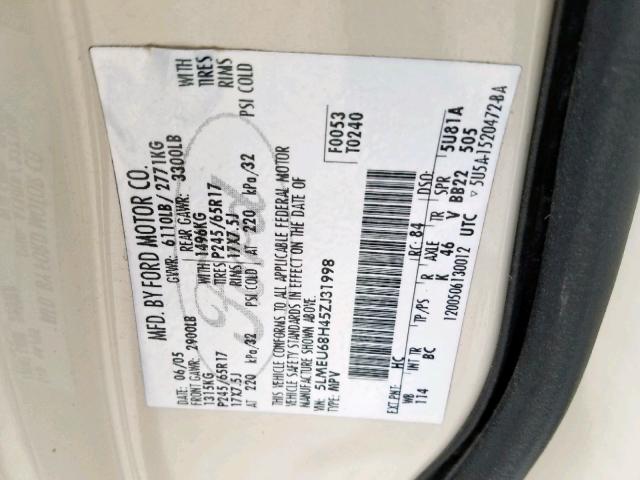 MFD. BY FORD MOTOR CO.
DATE: 06/05 GVWR: 6110LB/2771KG
FRONT GAWR: 2900LB REAR GAWR: 3300LB
1315KG WITH 1496KG WITH
P245/65R17 TIRES P245/65R17 TIRES
17X7.5J RIMS 17X7.5J RIMS
AT 220 kPa/32 PSI COLD AT 220 kPa/32 PSI COLD
THIS VEHICLE CONFORMS TO ALL APPLICABLE FEDERAL MOTOR
VEHICLE SAFETY STANDARDS IN EFFECT ON THE DATE OF
MANUFACTURE SHOWN ABOVE.
VIN: 5LMEU68H45ZJ31998
TYPE: MPV
F0053
T0240
EXT PNT: HC RC: 84 DSO:
WB INT TR TP/PS R AXLE TR SPR 5U81A
114 BC K 46 V BB22 505
1200506130012 UTC 5U5A-1520472-BA
Ford